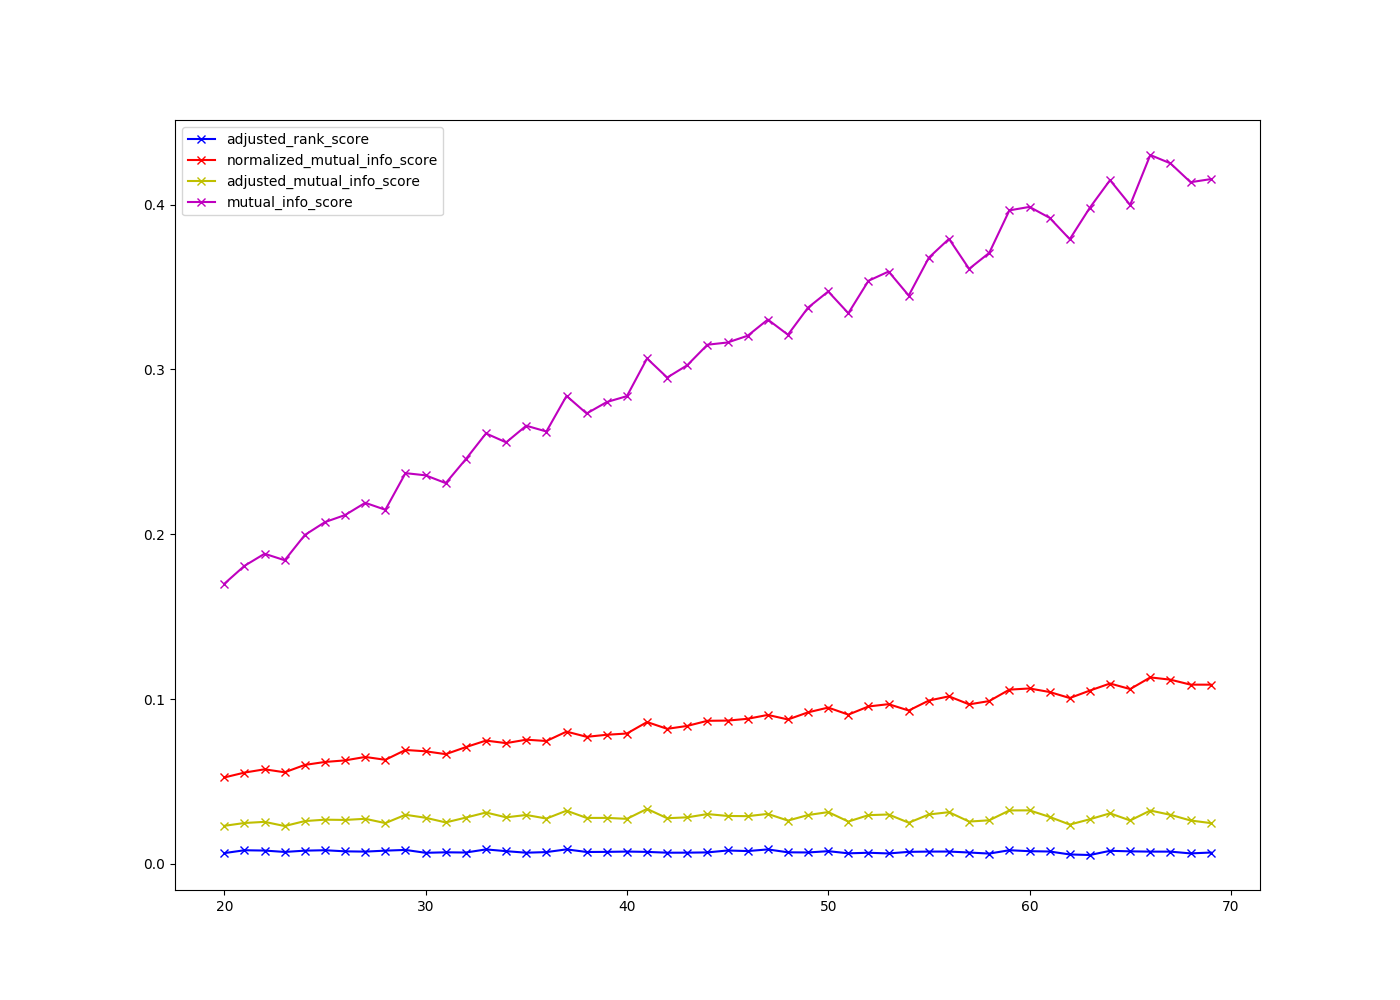 adjusted_rank_score
normalized_mutual_info_score
adjusted_mutual_info_score
mutual_info_score
0.4
0.3
0.2
0.1
0.0
20 30 40 50 60 70